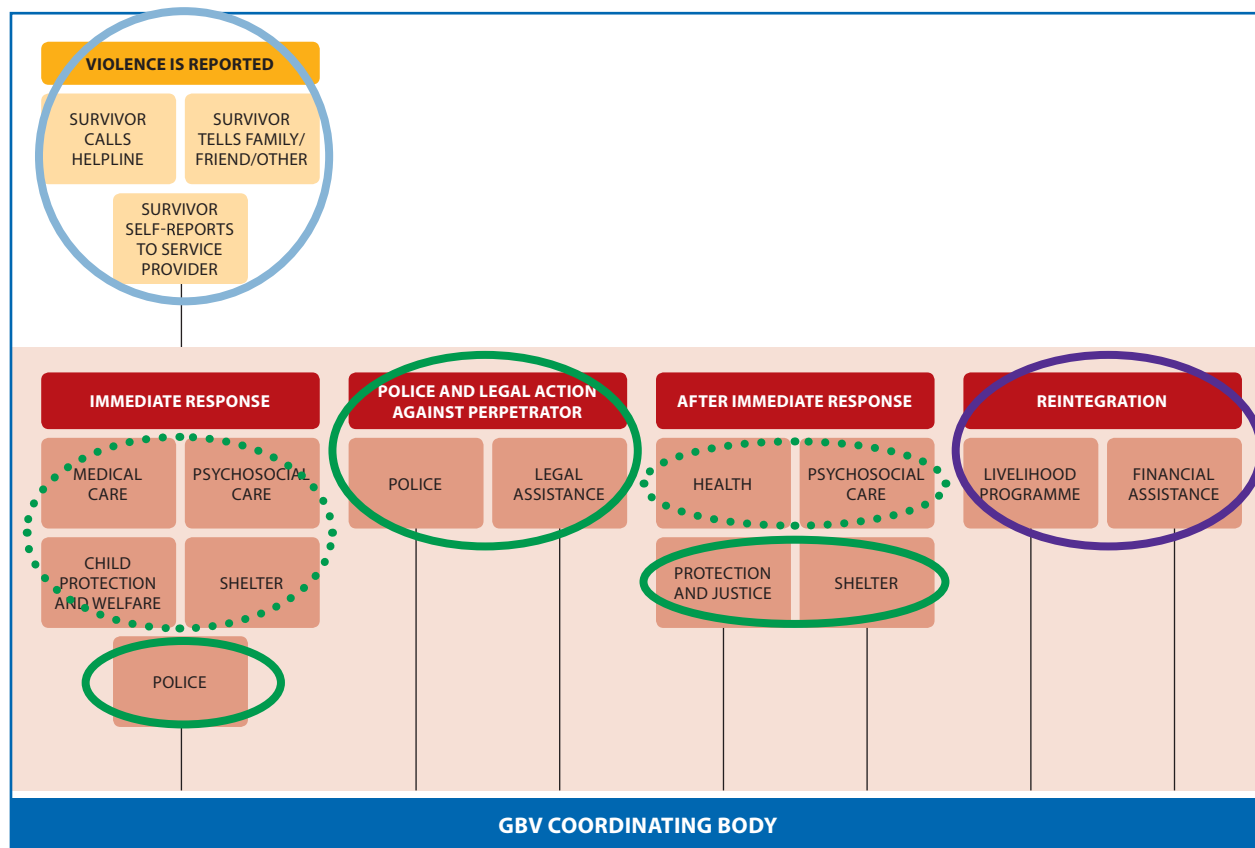 VIOLENCE IS REPORTED
SURVIVOR
CALLS
HELPLINE
SURVIVOR
TELLS FAMILY/
FRIEND/OTHER
SURVIVOR
SELF-REPORTS
TO SERVICE
PROVIDER
IMMEDIATE RESPONSE
MEDICAL
CARE
PSYCHOSOCIAL
CARE
CHILD
PROTECTION
AND WELFARE
SHELTER
POLICE
POLICE AND LEGAL ACTION
AGAINST PERPETRATOR
POLICE
LEGAL
ASSISTANCE
AFTER IMMEDIATE RESPONSE
HEALTH
PSYCHOSOCIAL
CARE
PROTECTION
AND JUSTICE
SHELTER
REINTEGRATION
LIVELIHOOD
PROGRAMME
FINANCIAL
ASSISTANCE
GBV COORDINATING BODY